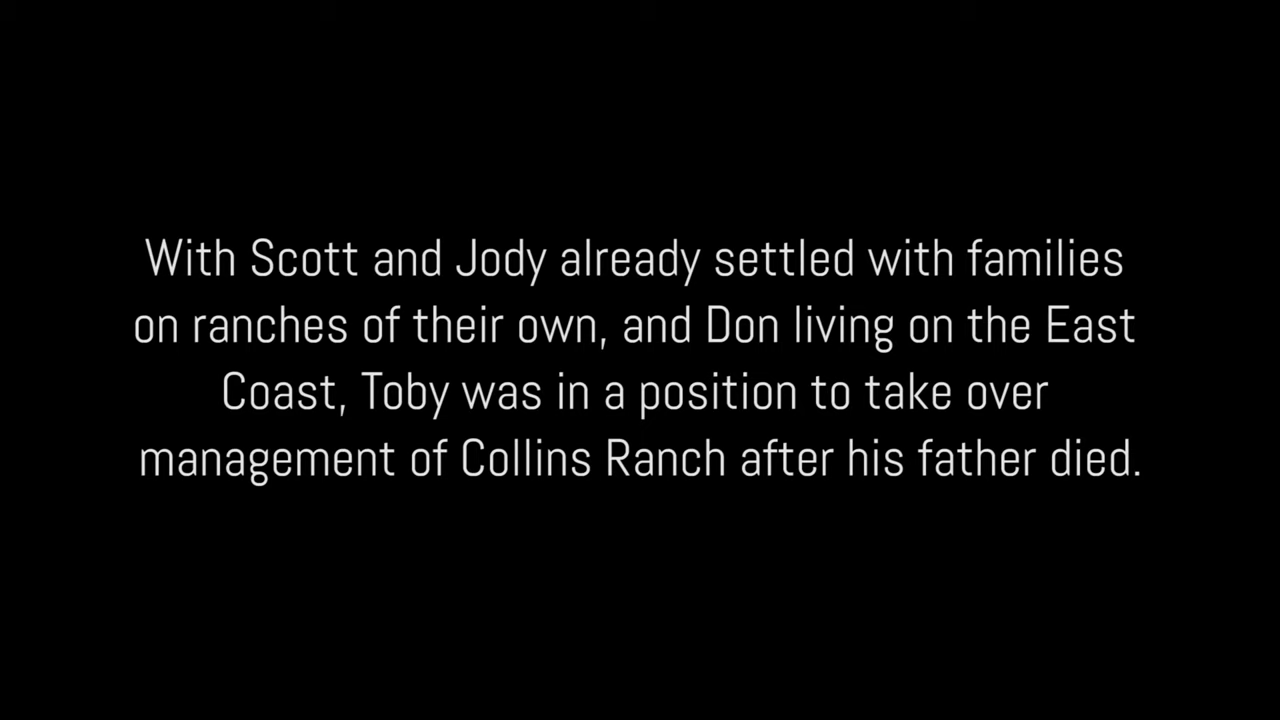 With Scott and Jody already settled with families
on ranches of their own, and Don living on the East
Coast, Toby was in a position to take over
management of Collins Ranch after his father died.